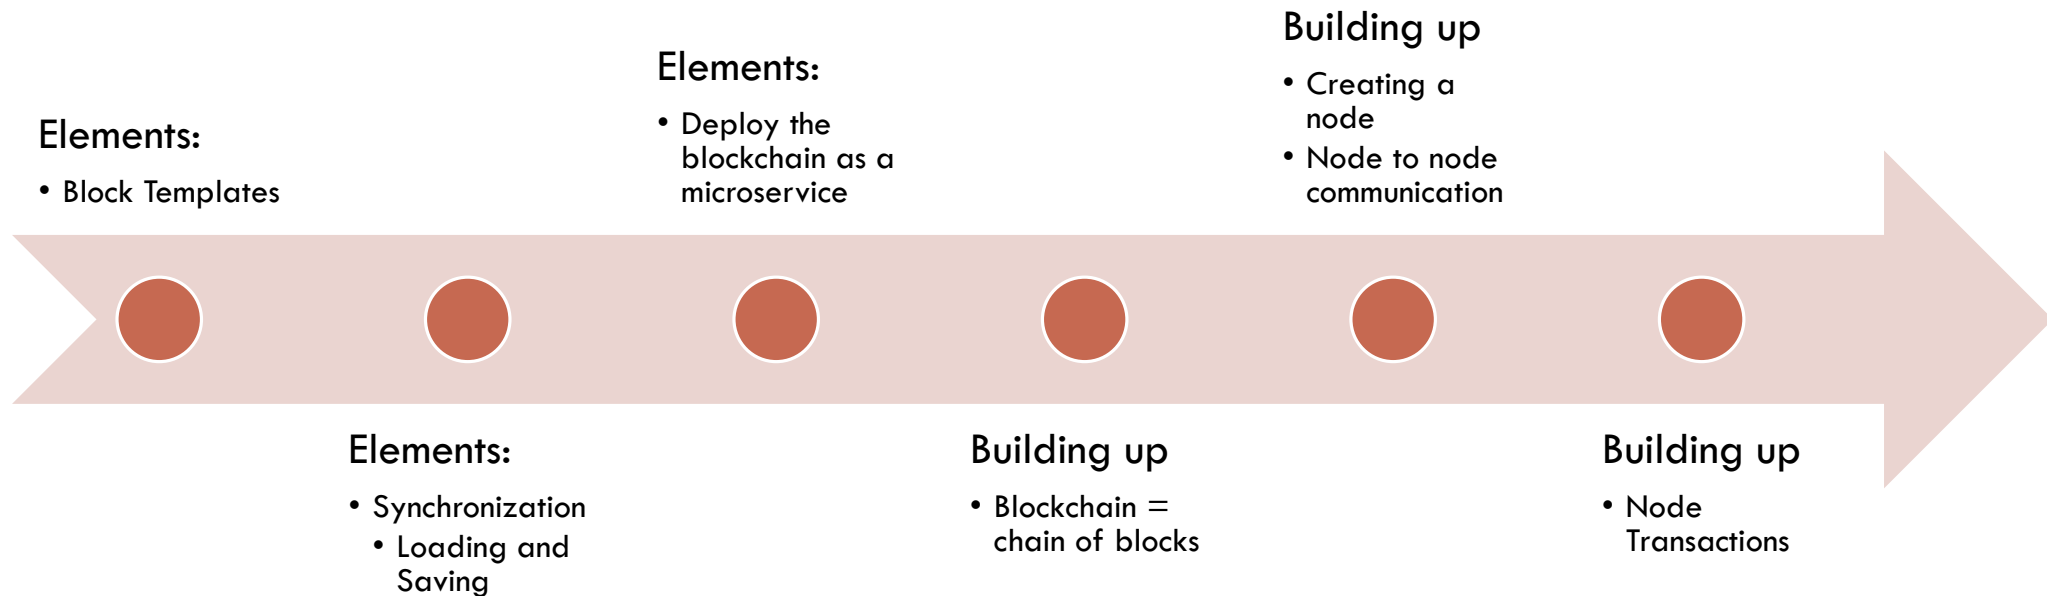 Elements:
• Block Templates
Elements:
• Synchronization
• Loading and
Saving
Elements:
• Deploy the
blockchain as a
microservice
Building up
• Blockchain =
chain of blocks
Building up
• Creating a
node
• Node to node
communication
Building up
• Node
Transactions